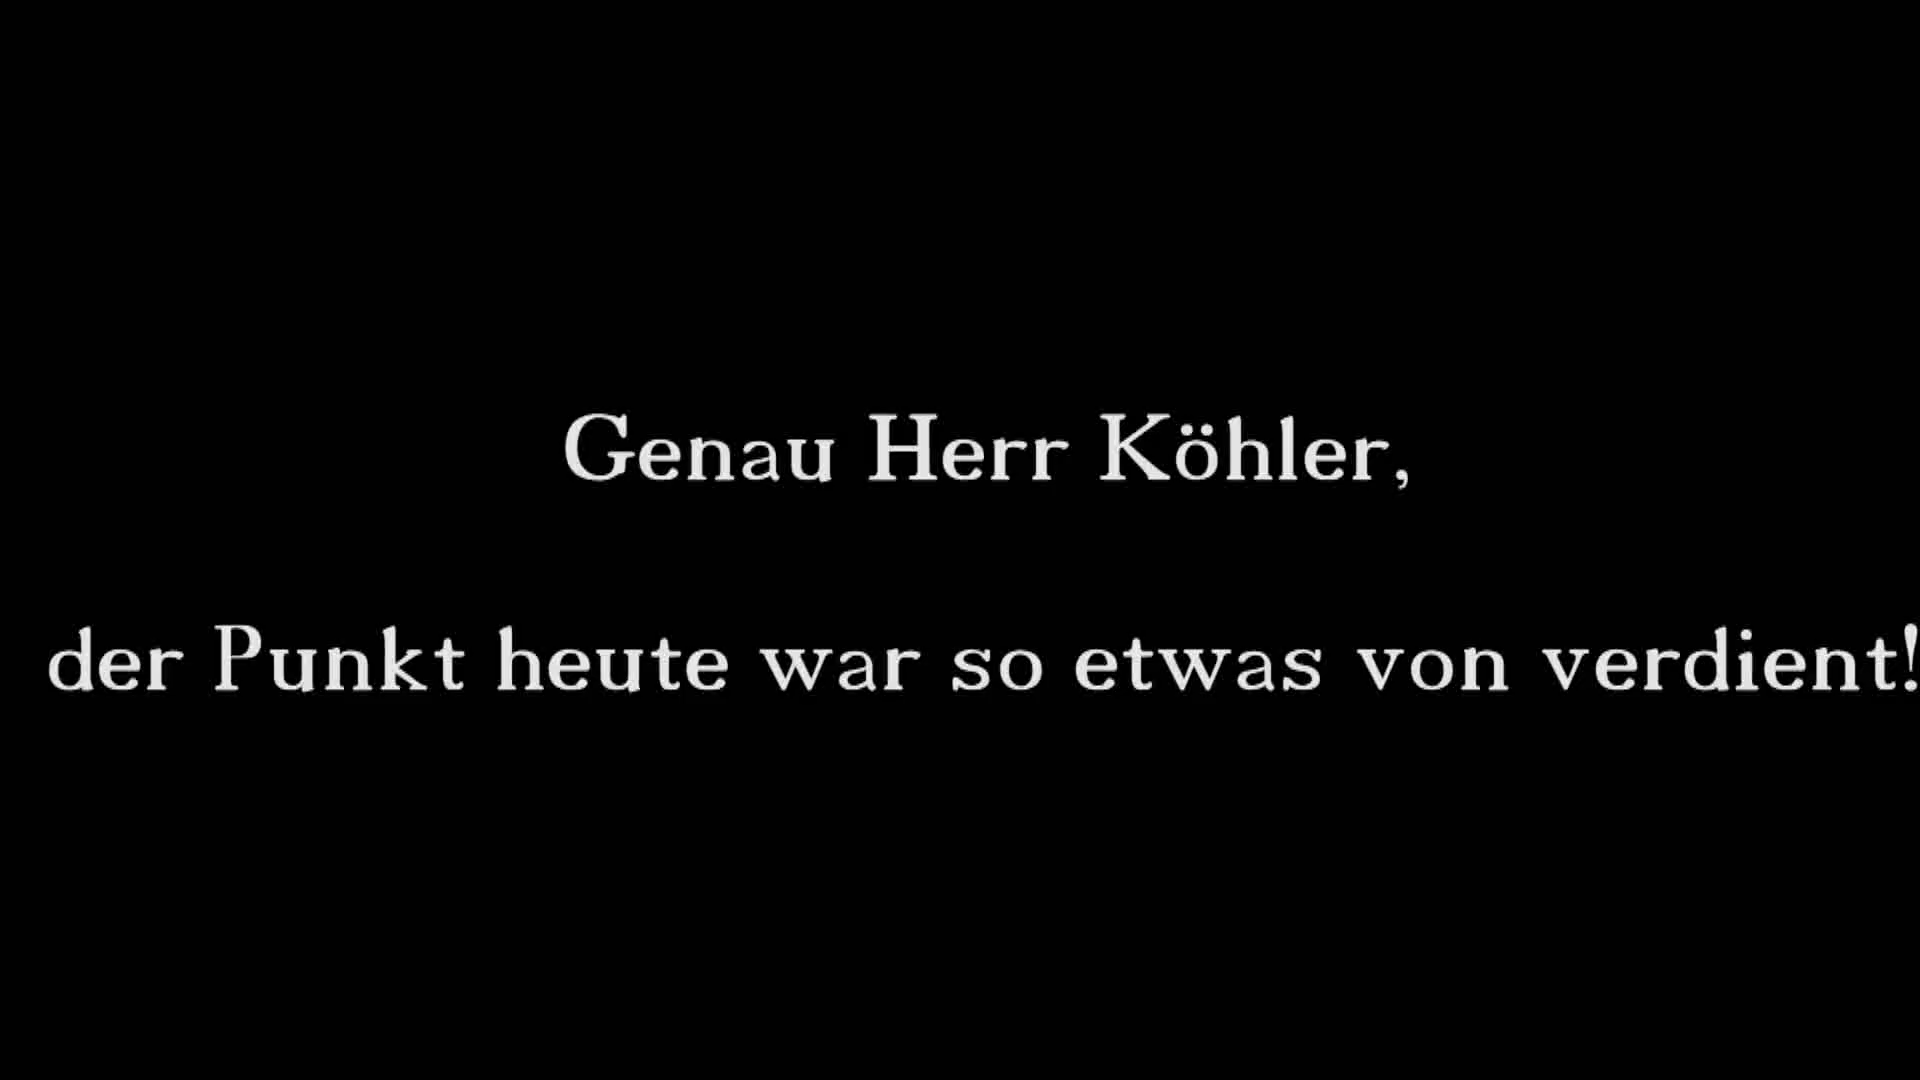 Genau Herr Köhler,
der Punkt heute war so etwas von verdient!